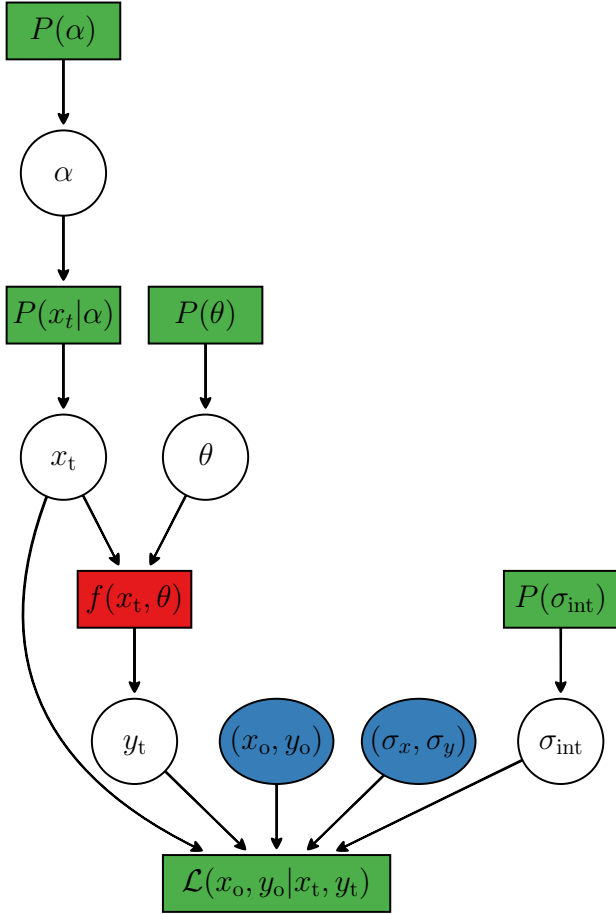 P(α)
α
P(x_t|α) P(θ)
x_t θ
f(x_t, θ) P(σ_int)
y_t (x_o, y_o) (σ_x, σ_y) σ_int
ℒ(x_o, y_o|x_t, y_t)